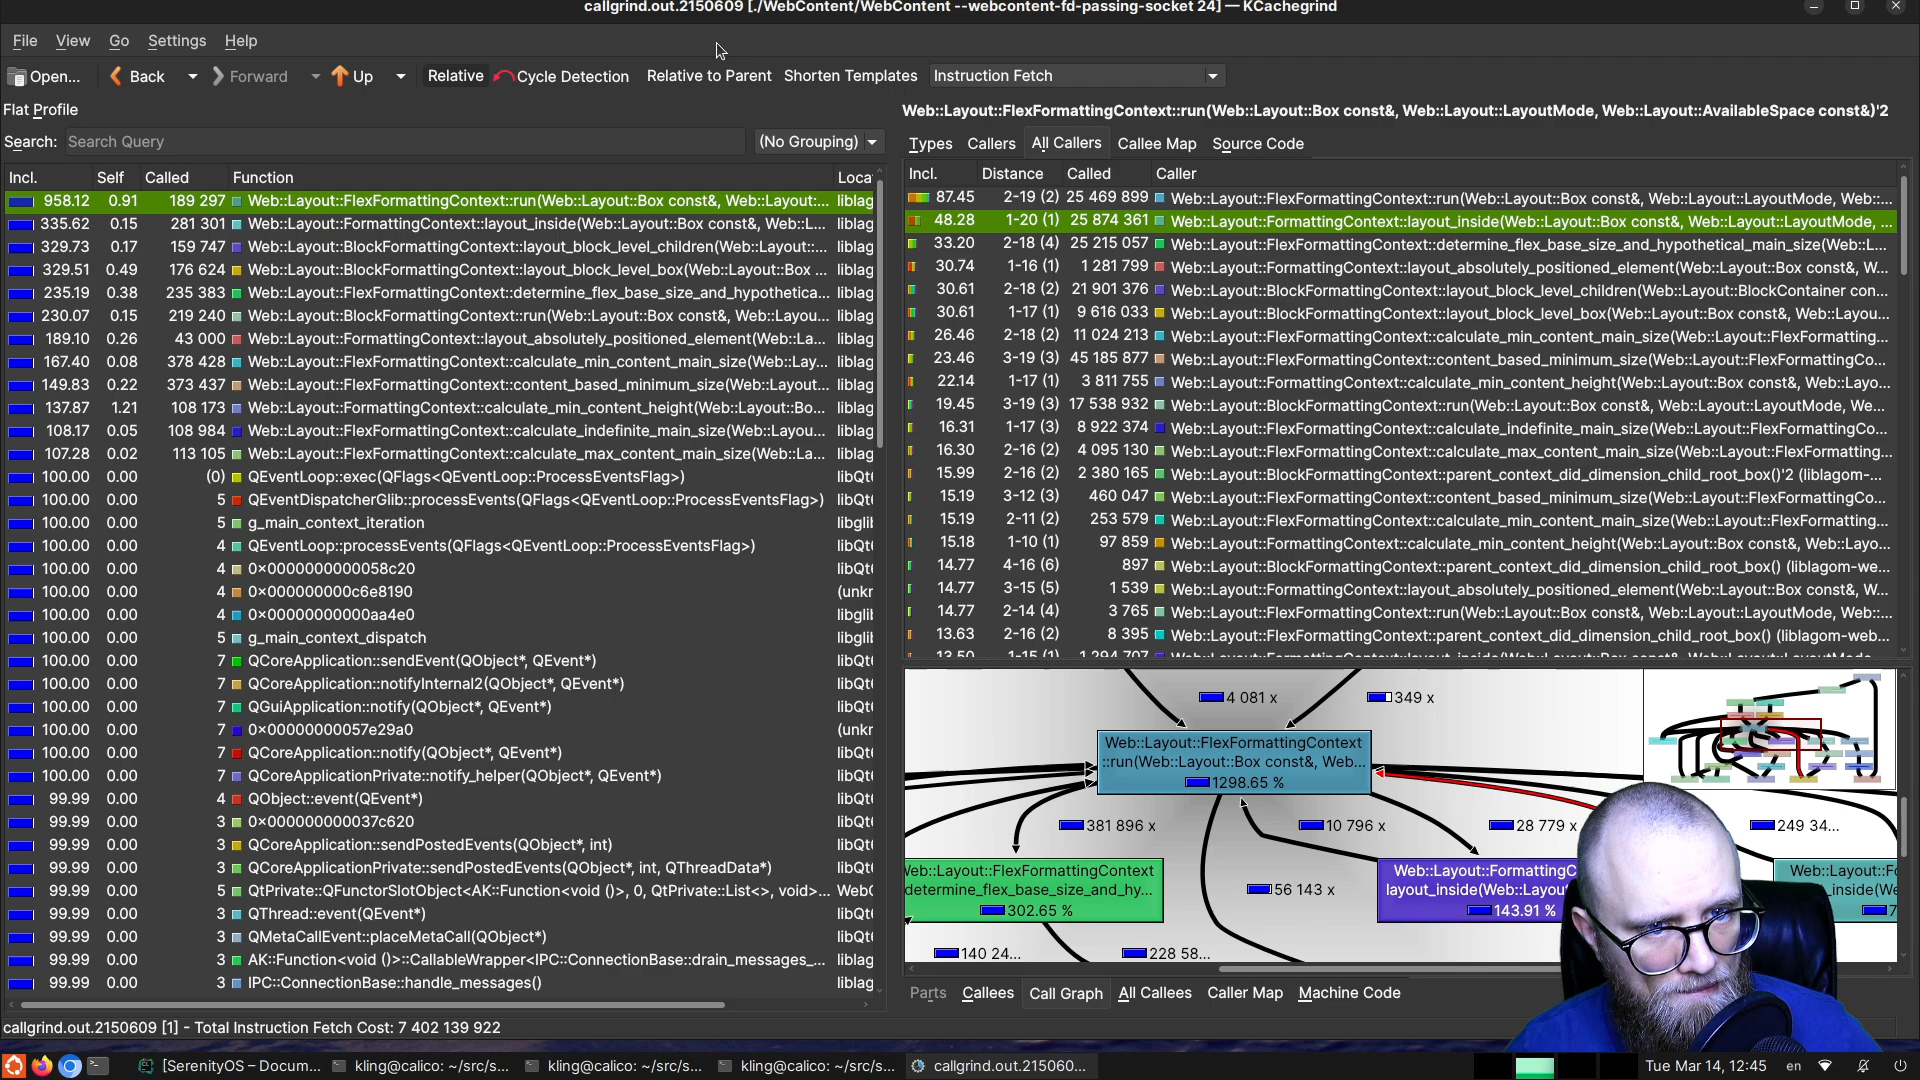 callgrind.out.2150609 [./WebContent/WebContent --webcontent-fd-passing-socket 24] — KCachegrind
File View Go Settings Help
Open... Back Forward Up Relative Cycle Detection Relative to Parent Shorten Templates Instruction Fetch
Flat Profile
Search: Search Query (No Grouping)
Incl. Self Called Function Loca
958.12 0.91 189 297 Web::Layout::FlexFormattingContext::run(Web::Layout::Box const&, Web::Layout:... liblag
335.62 0.15 281 301 Web::Layout::FormattingContext::layout_inside(Web::Layout::Box const&, Web::L... liblag
329.73 0.17 159 747 Web::Layout::BlockFormattingContext::layout_block_level_children(Web::Layout::... liblag
329.51 0.49 176 624 Web::Layout::BlockFormattingContext::layout_block_level_box(Web::Layout::Box ... liblag
235.19 0.38 235 383 Web::Layout::FlexFormattingContext::determine_flex_base_size_and_hypothetica... liblag
230.07 0.15 219 240 Web::Layout::BlockFormattingContext::run(Web::Layout::Box const&, Web::Layou... liblag
189.10 0.26 43 000 Web::Layout::FormattingContext::layout_absolutely_positioned_element(Web::La... liblag
167.40 0.08 378 428 Web::Layout::FlexFormattingContext::calculate_min_content_main_size(Web::Lay... liblag
149.83 0.22 373 437 Web::Layout::FlexFormattingContext::content_based_minimum_size(Web::Layout... liblag
137.87 1.21 108 173 Web::Layout::FormattingContext::calculate_min_content_height(Web::Layout::Bo... liblag
108.17 0.05 108 984 Web::Layout::FlexFormattingContext::calculate_indefinite_main_size(Web::Layou... liblag
107.28 0.02 113 105 Web::Layout::FlexFormattingContext::calculate_max_content_main_size(Web::La... liblag
100.00 0.00 (0) QEventLoop::exec(QFlags<QEventLoop::ProcessEventsFlag>) libQt
100.00 0.00 5 QEventDispatcherGlib::processEvents(QFlags<QEventLoop::ProcessEventsFlag>) libQt
100.00 0.00 5 g_main_context_iteration libgli
100.00 0.00 4 QEventLoop::processEvents(QFlags<QEventLoop::ProcessEventsFlag>) libQt
100.00 0.00 4 0x0000000000058c20 libQt
100.00 0.00 4 0x000000000c6e8190 (unkr
100.00 0.00 4 0x00000000000aa4e0 libgli
100.00 0.00 5 g_main_context_dispatch libgli
100.00 0.00 7 QCoreApplication::sendEvent(QObject*, QEvent*) libQt
100.00 0.00 7 QCoreApplication::notifyInternal2(QObject*, QEvent*) libQt
100.00 0.00 7 QGuiApplication::notify(QObject*, QEvent*) libQt
100.00 0.00 7 0x00000000057e29a0 (unkr
100.00 0.00 7 QCoreApplication::notify(QObject*, QEvent*) libQt
100.00 0.00 7 QCoreApplicationPrivate::notify_helper(QObject*, QEvent*) libQt
99.99 0.00 4 QObject::event(QEvent*) libQt
99.99 0.00 3 0x000000000037c620 libQt
99.99 0.00 3 QCoreApplication::sendPostedEvents(QObject*, int) libQt
99.99 0.00 3 QCoreApplicationPrivate::sendPostedEvents(QObject*, int, QThreadData*) libQt
99.99 0.00 5 QtPrivate::QFunctorSlotObject<AK::Function<void ()>, 0, QtPrivate::List<>, void>... WebC
99.99 0.00 3 QThread::event(QEvent*) libQt
99.99 0.00 3 QMetaCallEvent::placeMetaCall(QObject*) libQt
99.99 0.00 3 AK::Function<void ()>::CallableWrapper<IPC::ConnectionBase::drain_messages_... liblag
99.99 0.00 3 IPC::ConnectionBase::handle_messages() liblag
callgrind.out.2150609 [1] - Total Instruction Fetch Cost: 7 402 139 922
Web::Layout::FlexFormattingContext::run(Web::Layout::Box const&, Web::Layout::LayoutMode, Web::Layout::AvailableSpace const&)'2
Types Callers All Callers Callee Map Source Code
Incl. Distance Called Caller
87.45 2-19 (2) 25 469 899 Web::Layout::FlexFormattingContext::run(Web::Layout::Box const&, Web::Layout::LayoutMode, Web::...
48.28 1-20 (1) 25 874 361 Web::Layout::FormattingContext::layout_inside(Web::Layout::Box const&, Web::Layout::LayoutMode, ...
33.20 2-18 (4) 25 215 057 Web::Layout::FlexFormattingContext::determine_flex_base_size_and_hypothetical_main_size(Web::L...
30.74 1-16 (1) 1 281 799 Web::Layout::FormattingContext::layout_absolutely_positioned_element(Web::Layout::Box const&, W...
30.61 2-18 (2) 21 901 376 Web::Layout::BlockFormattingContext::layout_block_level_children(Web::Layout::BlockContainer con...
30.61 1-17 (1) 9 616 033 Web::Layout::BlockFormattingContext::layout_block_level_box(Web::Layout::Box const&, Web::Layout...
26.46 2-18 (2) 11 024 213 Web::Layout::FlexFormattingContext::calculate_min_content_main_size(Web::Layout::FlexFormatting...
23.46 3-19 (3) 45 185 877 Web::Layout::FlexFormattingContext::content_based_minimum_size(Web::Layout::FlexFormattingCo...
22.14 1-17 (1) 3 811 755 Web::Layout::FormattingContext::calculate_min_content_height(Web::Layout::Box const&, Web::Layo...
19.45 3-19 (3) 17 538 932 Web::Layout::BlockFormattingContext::run(Web::Layout::Box const&, Web::Layout::LayoutMode, We...
16.31 1-17 (3) 8 922 374 Web::Layout::FlexFormattingContext::calculate_indefinite_main_size(Web::Layout::FlexFormattingCo...
16.30 2-16 (1) 4 095 130 Web::Layout::FlexFormattingContext::calculate_max_content_main_size(Web::Layout::FlexFormatting...
15.99 2-16 (2) 2 380 165 Web::Layout::BlockFormattingContext::parent_context_did_dimension_child_root_box()'2 (liblagom-...
15.19 3-12 (3) 460 047 Web::Layout::FlexFormattingContext::content_based_minimum_size(Web::Layout::FlexFormattingCo...
15.19 2-11 (2) 253 579 Web::Layout::FlexFormattingContext::calculate_min_content_main_size(Web::Layout::FlexFormatting...
15.18 1-10 (1) 97 859 Web::Layout::FormattingContext::calculate_min_content_height(Web::Layout::Box const&, Web::Layo...
14.77 4-16 (6) 897 Web::Layout::BlockFormattingContext::parent_context_did_dimension_child_root_box() (liblagom-we...
14.77 3-15 (5) 1 539 Web::Layout::FormattingContext::layout_absolutely_positioned_element(Web::Layout::Box const&, W...
14.77 2-14 (4) 3 765 Web::Layout::FlexFormattingContext::run(Web::Layout::Box const&, Web::Layout::LayoutMode, Web::...
13.63 2-16 (2) 8 395 Web::Layout::FlexFormattingContext::parent_context_did_dimension_child_root_box() (liblagom-web...
4 081 x 349 x
Web::Layout::FlexFormattingContext
::run(Web::Layout::Box const&, Web...
1298.65 %
381 896 x 10 796 x 28 779 x 249 34...
Web::Layout::FlexFormattingContext
determine_flex_base_size_and_hy...
302.65 %
56 143 x
Web::Layout::FormattingC
layout_inside(Web::Layou
143.91 %
Web::Layout::Fo
_inside(We
7
140 24... 228 58...
Parts Callees Call Graph All Callees Caller Map Machine Code
[SerenityOS – Docum... kling@calico: ~/src/s... kling@calico: ~/src/s... kling@calico: ~/src/s... callgrind.out.215060... Tue Mar 14, 12:45 en